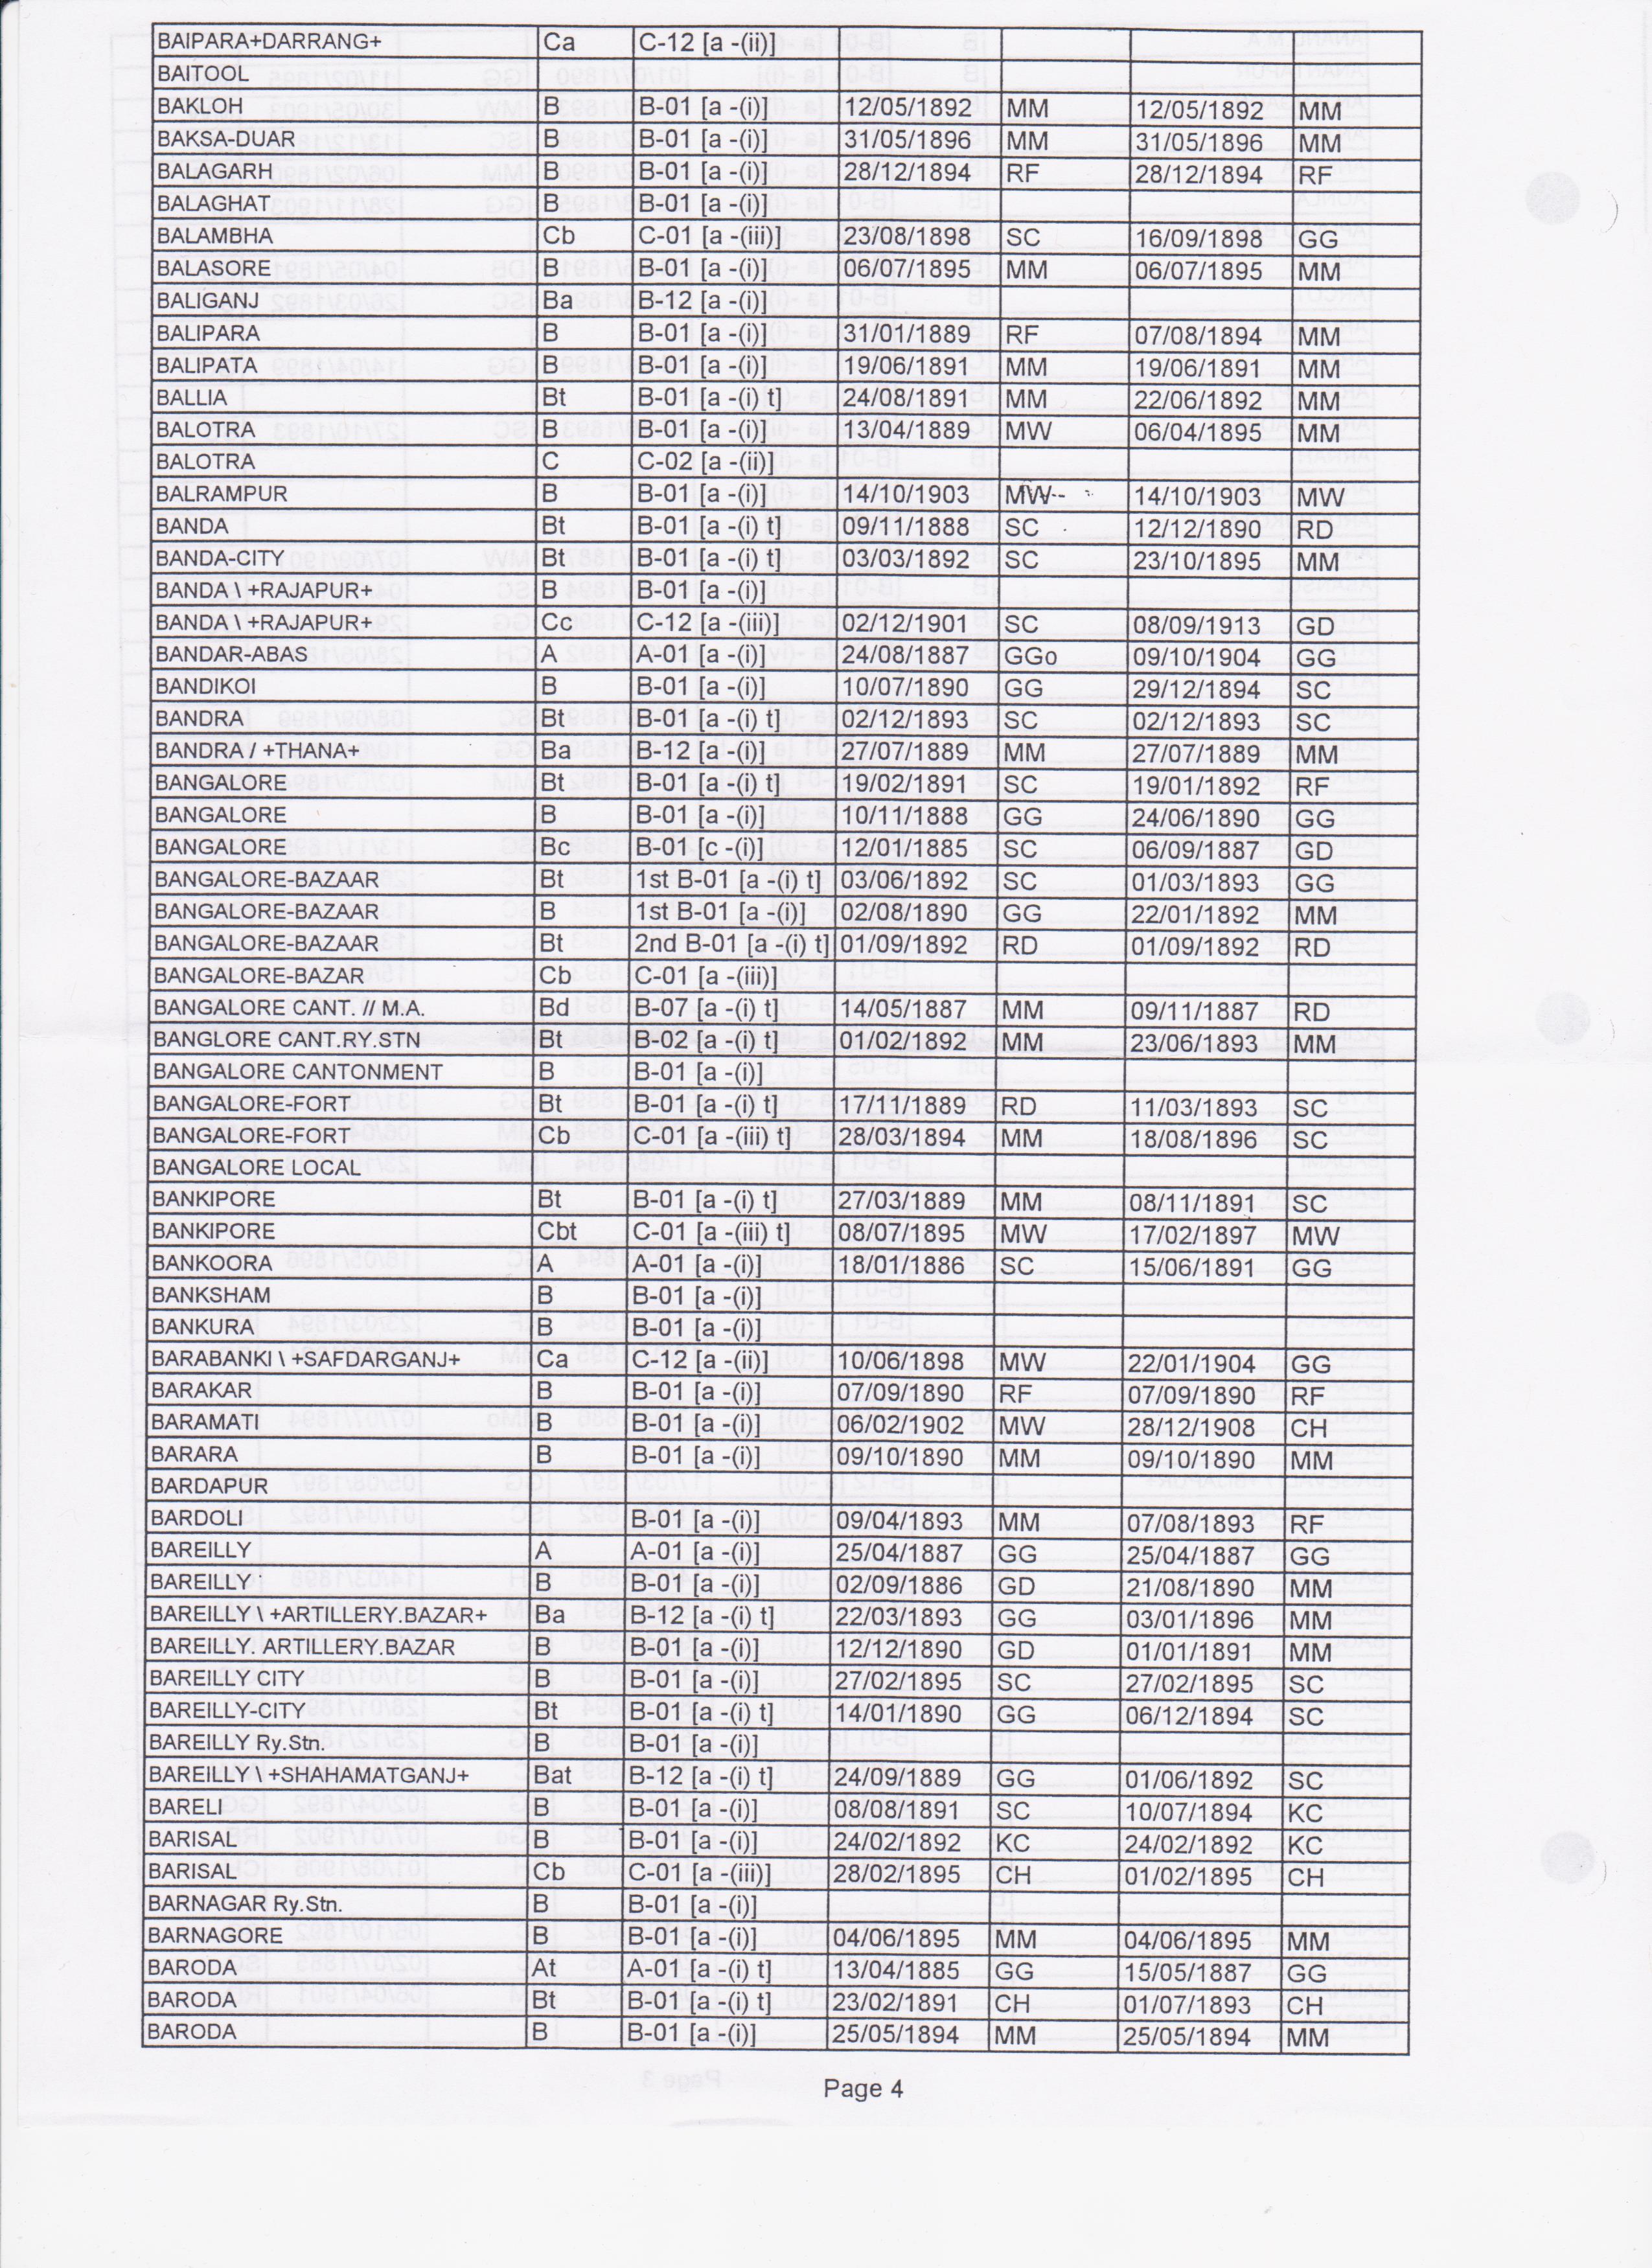 BAIPARA+DARRANG+ Ca C-12 [a -(ii)]
BAITOOL
BAKLOH B B-01 [a -(i)] 12/05/1892 MM 12/05/1892 MM
BAKSA-DUAR B B-01 [a -(i)] 31/05/1896 MM 31/05/1896 MM
BALAGARH B B-01 [a -(i)] 28/12/1894 RF 28/12/1894 RF
BALAGHAT B B-01 [a -(i)]
BALAMBHA Cb C-01 [a -(iii)] 23/08/1898 SC 16/09/1898 GG
BALASORE B B-01 [a -(i)] 06/07/1895 MM 06/07/1895 MM
BALIGANJ Ba B-12 [a -(i)]
BALIPARA B B-01 [a -(i)] 31/01/1889 RF 07/08/1894 MM
BALIPATA B B-01 [a -(i)] 19/06/1891 MM 19/06/1891 MM
BALLIA Bt B-01 [a -(i) t] 24/08/1891 MM 22/06/1892 MM
BALOTRA B B-01 [a -(i)] 13/04/1889 MW 06/04/1895 MM
BALOTRA C C-02 [a -(ii)]
BALRAMPUR B B-01 [a -(i)] 14/10/1903 MW 14/10/1903 MW
BANDA Bt B-01 [a -(i) t] 09/11/1888 SC 12/12/1890 RD
BANDA-CITY Bt B-01 [a -(i) t] 03/03/1892 SC 23/10/1895 MM
BANDA \ +RAJAPUR+ B B-01 [a -(i)]
BANDA \ +RAJAPUR+ Cc C-12 [a -(iii)] 02/12/1901 SC 08/09/1913 GD
BANDAR-ABAS A A-01 [a -(i)] 24/08/1887 GGo 09/10/1904 GG
BANDIKOI B B-01 [a -(i)] 10/07/1890 GG 29/12/1894 SC
BANDRA Bt B-01 [a -(i) t] 02/12/1893 SC 02/12/1893 SC
BANDRA / +THANA+ Ba B-12 [a -(i)] 27/07/1889 MM 27/07/1889 MM
BANGALORE Bt B-01 [a -(i) t] 19/02/1891 SC 19/01/1892 RF
BANGALORE B B-01 [a -(i)] 10/11/1888 GG 24/06/1890 GG
BANGALORE Bc B-01 [c -(i)] 12/01/1885 SC 06/09/1887 GD
BANGALORE-BAZAAR Bt 1st B-01 [a -(i) t] 03/06/1892 SC 01/03/1893 GG
BANGALORE-BAZAAR B 1st B-01 [a -(i)] 02/08/1890 GG 22/01/1892 MM
BANGALORE-BAZAAR Bt 2nd B-01 [a -(i) t] 01/09/1892 RD 01/09/1892 RD
BANGALORE-BAZAR Cb C-01 [a -(iii)]
BANGALORE CANT. // M.A. Bd B-07 [a -(i) t] 14/05/1887 MM 09/11/1887 RD
BANGLORE CANT.RY.STN Bt B-02 [a -(i) t] 01/02/1892 MM 23/06/1893 MM
BANGALORE CANTONMENT B B-01 [a -(i)]
BANGALORE-FORT Bt B-01 [a -(i) t] 17/11/1889 RD 11/03/1893 SC
BANGALORE-FORT Cb C-01 [a -(iii) t] 28/03/1894 MM 18/08/1896 SC
BANGALORE LOCAL
BANKIPORE Bt B-01 [a -(i) t] 27/03/1889 MM 08/11/1891 SC
BANKIPORE Cbt C-01 [a -(iii) t] 08/07/1895 MW 17/02/1897 MW
BANKOORA A A-01 [a -(i)] 18/01/1886 SC 15/06/1891 GG
BANKSHAM B B-01 [a -(i)]
BANKURA B B-01 [a -(i)]
BARABANKI \ +SAFDARGANJ+ Ca C-12 [a -(ii)] 10/06/1898 MW 22/01/1904 GG
BARAKAR B B-01 [a -(i)] 07/09/1890 RF 07/09/1890 RF
BARAMATI B B-01 [a -(i)] 06/02/1902 MW 28/12/1908 CH
BARARA B B-01 [a -(i)] 09/10/1890 MM 09/10/1890 MM
BARDAPUR
BARDOLI B-01 [a -(i)] 09/04/1893 MM 07/08/1893 RF
BAREILLY A A-01 [a -(i)] 25/04/1887 GG 25/04/1887 GG
BAREILLY B B-01 [a -(i)] 02/09/1886 GD 21/08/1890 MM
BAREILLY \ +ARTILLERY.BAZAR+ Ba B-12 [a -(i) t] 22/03/1893 GG 03/01/1896 MM
BAREILLY. ARTILLERY.BAZAR B B-01 [a -(i)] 12/12/1890 GD 01/01/1891 MM
BAREILLY CITY B B-01 [a -(i)] 27/02/1895 SC 27/02/1895 SC
BAREILLY-CITY Bt B-01 [a -(i) t] 14/01/1890 GG 06/12/1894 SC
BAREILLY Ry.Stn. B B-01 [a -(i)]
BAREILLY \ +SHAHAMATGANJ+ Bat B-12 [a -(i) t] 24/09/1889 GG 01/06/1892 SC
BARELI B B-01 [a -(i)] 08/08/1891 SC 10/07/1894 KC
BARISAL B B-01 [a -(i)] 24/02/1892 KC 24/02/1892 KC
BARISAL Cb C-01 [a -(iii)] 28/02/1895 CH 01/02/1895 CH
BARNAGAR Ry.Stn. B B-01 [a -(i)]
BARNAGORE B B-01 [a -(i)] 04/06/1895 MM 04/06/1895 MM
BARODA At A-01 [a -(i) t] 13/04/1885 GG 15/05/1887 GG
BARODA Bt B-01 [a -(i) t] 23/02/1891 CH 01/07/1893 CH
BARODA B B-01 [a -(i)] 25/05/1894 MM 25/05/1894 MM
Page 4